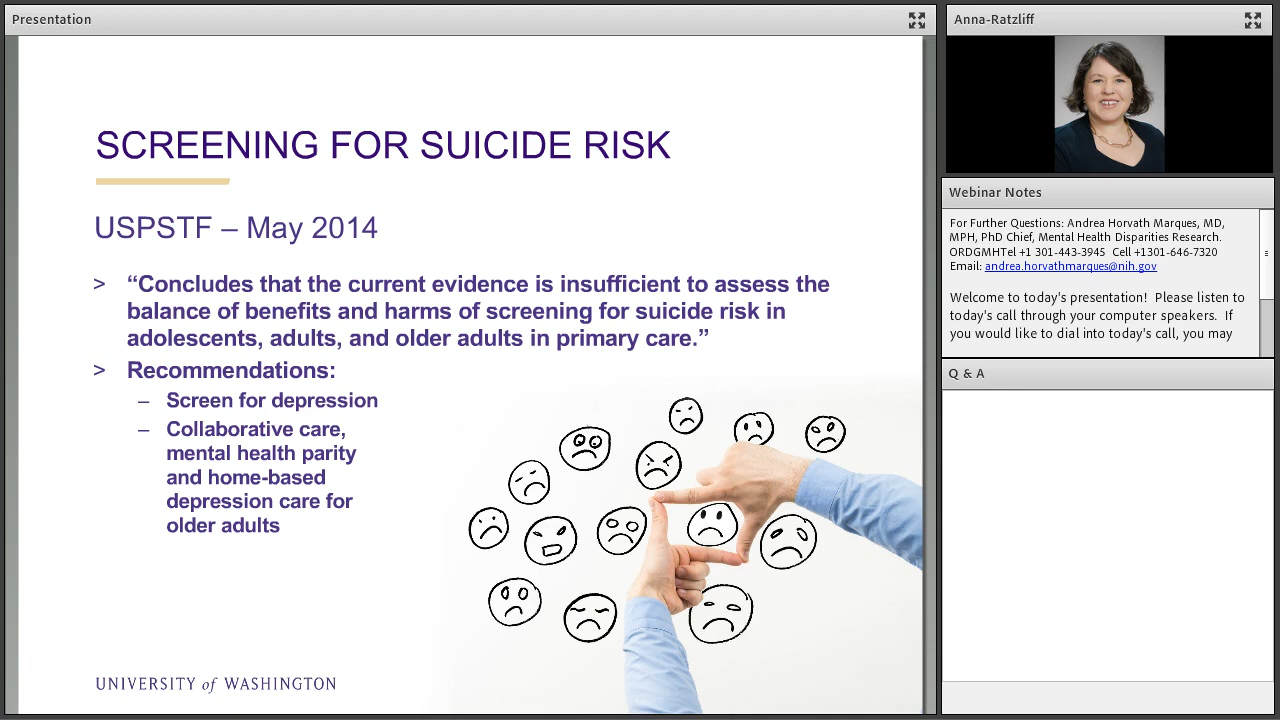 Presentation
SCREENING FOR SUICIDE RISK
USPSTF – May 2014
> “Concludes that the current evidence is insufficient to assess the
balance of benefits and harms of screening for suicide risk in
adolescents, adults, and older adults in primary care.”
> Recommendations:
– Screen for depression
– Collaborative care,
mental health parity
and home-based
depression care for
older adults
UNIVERSITY of WASHINGTON
Anna-Ratzliff
Webinar Notes
For Further Questions: Andrea Horvath Marques, MD,
MPH, PhD Chief, Mental Health Disparities Research.
ORDGMHTel +1 301-443-3945 Cell +1301-646-7320
Email: andrea.horvathmarques@nih.gov
Welcome to today's presentation! Please listen to
today's call through your computer speakers. If
you would like to dial into today's call, you may
Q & A